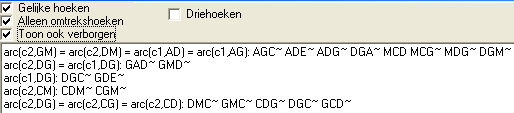 Gelijke hoeken
Driehoeken
Alleen omtrekshoeken
Toon ook verborgen
arc(c2,GM) = arc(c2,DM) = arc(c1,AD) = arc(c1,AG): AGC~ ADE~ ADG~ DGA~ MCD MCG~ MDG~ DGM~
arc(c2,DG) = arc(c1,DG): GAD~ GMD~
arc(c1,DG): DGC~ GDE~
arc(c2,CM): CDM~ CGM~
arc(c2,DG) = arc(c2,CG) = arc(c2,CD): DMC~ GMC~ CDG~ DGC~ GCD~